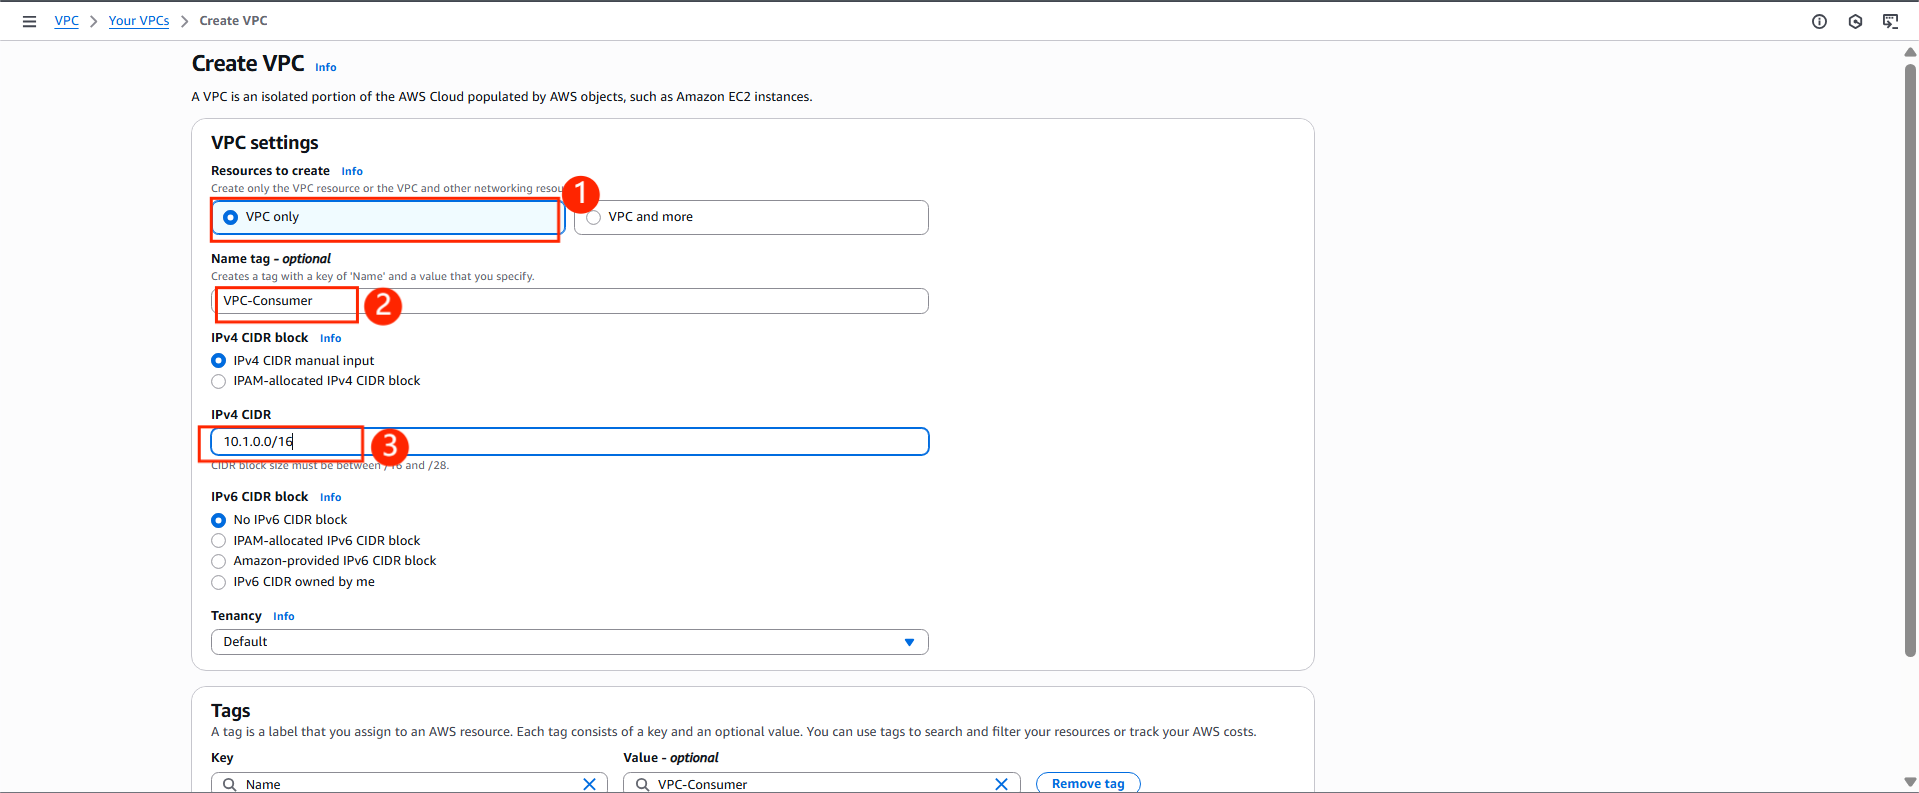 VPC > Your VPCs > Create VPC
Create VPC Info
A VPC is an isolated portion of the AWS Cloud populated by AWS objects, such as Amazon EC2 instances.
VPC settings
Resources to create Info
Create only the VPC resource or the VPC and other networking
1
VPC only
VPC and more
Name tag - optional
Creates a tag with a key of 'Name' and a value that you specify.
VPC-Consumer
2
IPv4 CIDR block Info
IPv4 CIDR manual input
IPAM-allocated IPv4 CIDR block
IPv4 CIDR
10.1.0.0/16
3
CIDR block size must be between /16 and /28.
IPv6 CIDR block Info
No IPv6 CIDR block
IPAM-allocated IPv6 CIDR block
Amazon-provided IPv6 CIDR block
IPv6 CIDR owned by me
Tenancy Info
Default
Tags
A tag is a label that you assign to an AWS resource. Each tag consists of a key and an optional value. You can use tags to search and filter your resources or track your AWS costs.
Key
Value - optional
Name
VPC-Consumer
Remove tag